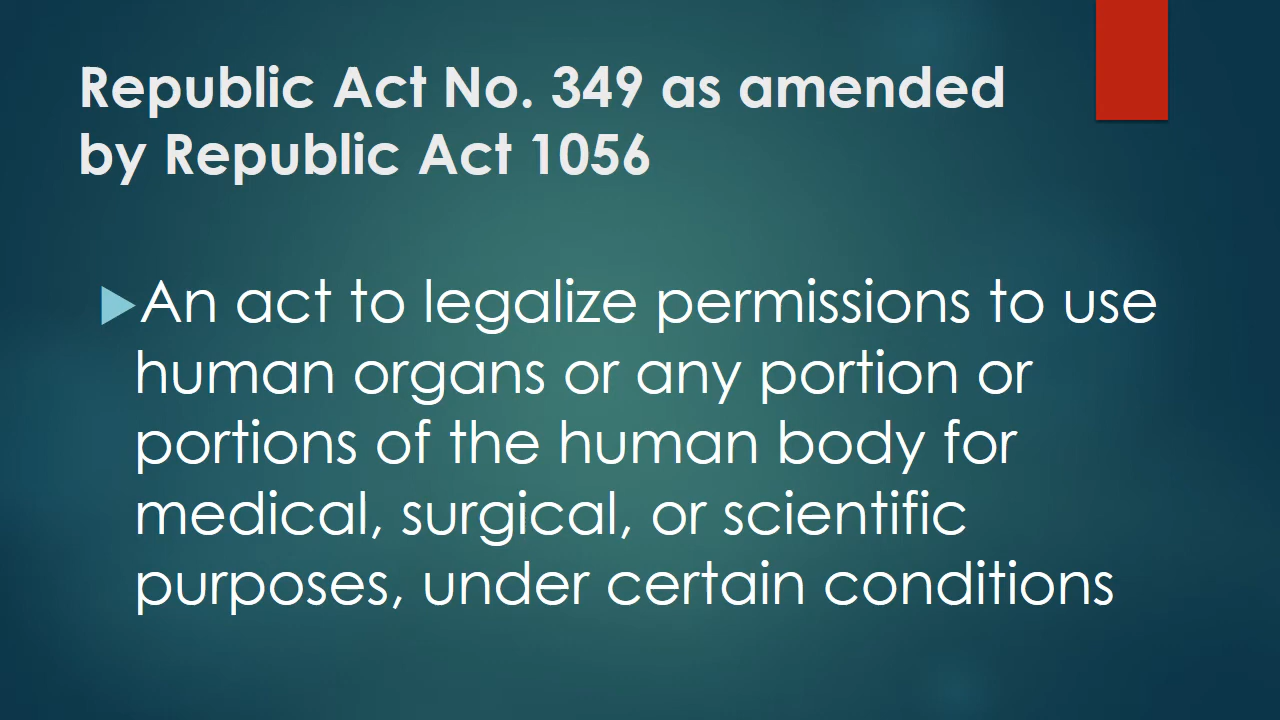 Republic Act No. 349 as amended
by Republic Act 1056
An act to legalize permissions to use
human organs or any portion or
portions of the human body for
medical, surgical, or scientific
purposes, under certain conditions